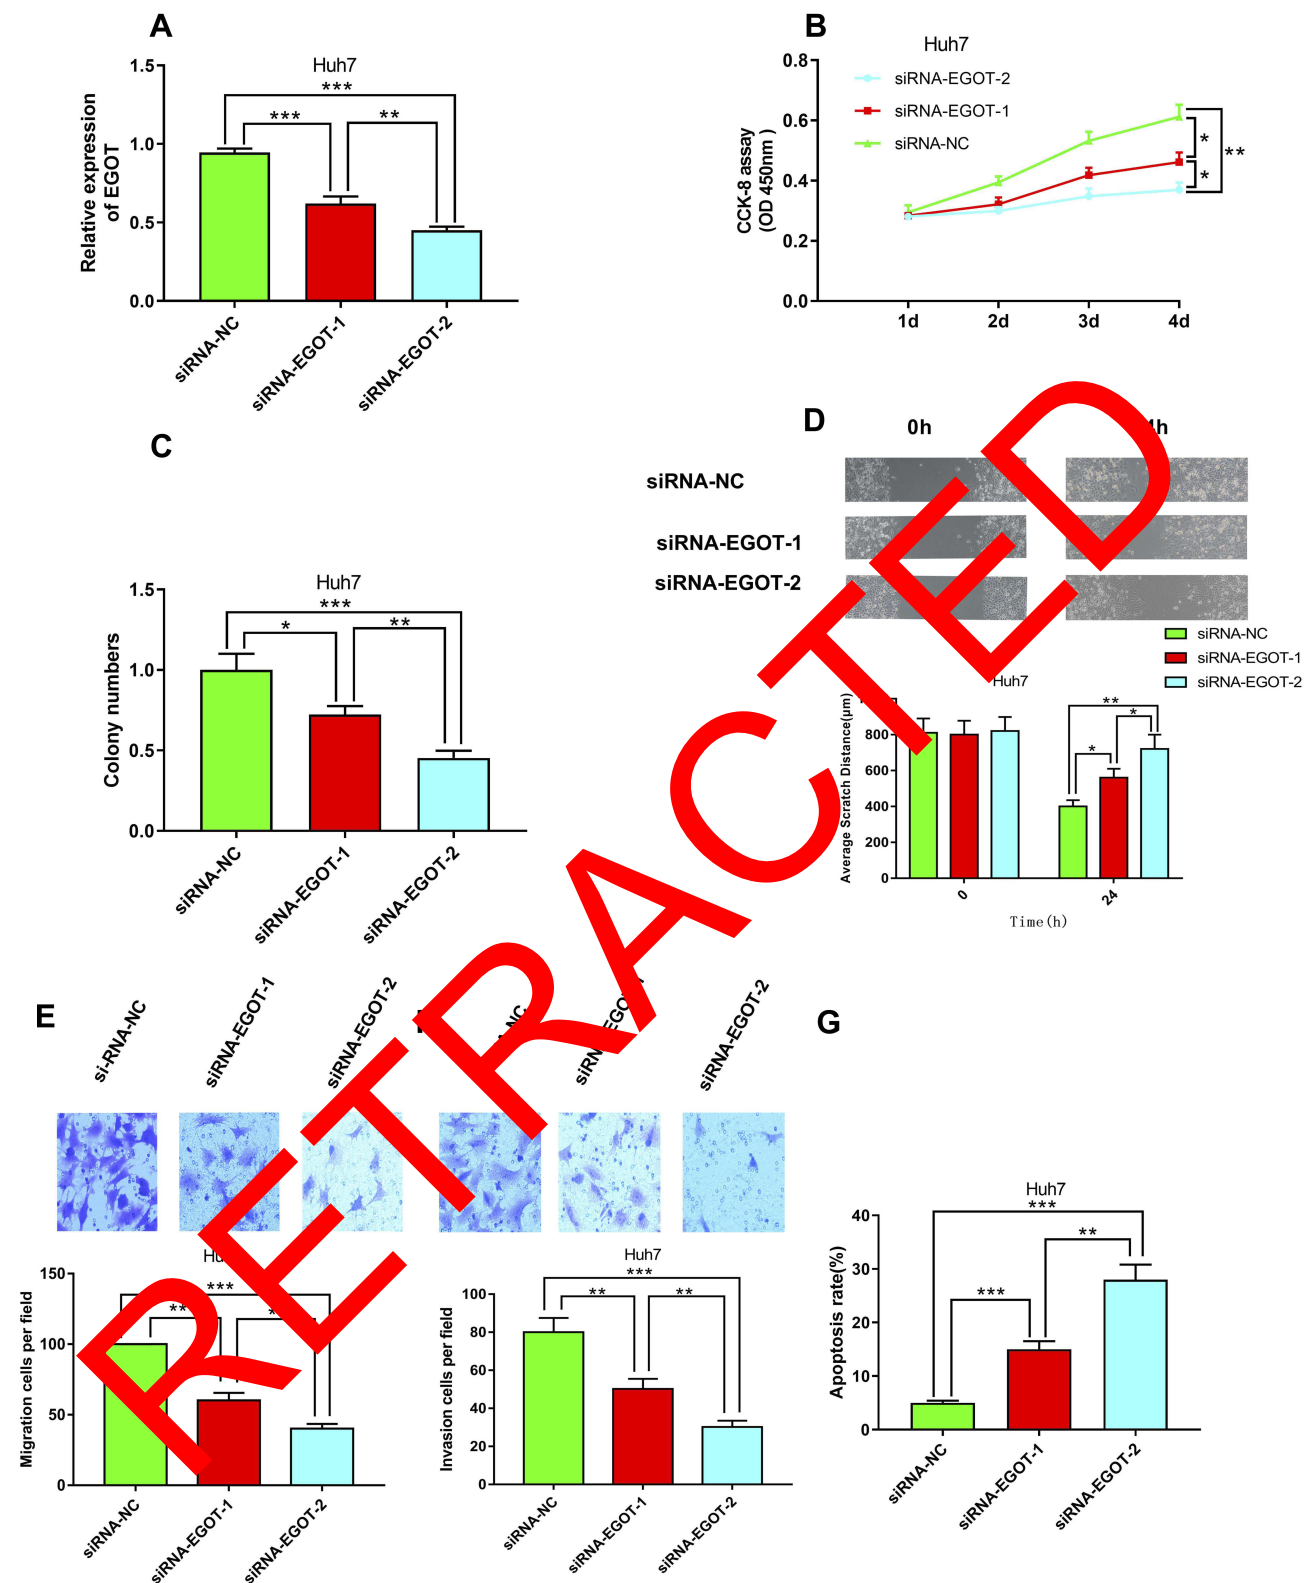 A
Huh7
Relative expression
of EGOT
1.5
1.0
0.5
0.0
***
***
**
siRNA-NC
siRNA-EGOT-1
siRNA-EGOT-2
B
Huh7
siRNA-EGOT-2
siRNA-EGOT-1
siRNA-NC
CCK-8 assay
(OD 450nm )
0.8
0.6
0.4
0.2
0.0
*
*
**
1d
2d
3d
4d
C
Huh7
Colony numbers
1.5
1.0
0.5
0.0
***
*
**
siRNA-NC
siRNA-EGOT-1
siRNA-EGOT-2
D
0h
siRNA-NC
siRNA-EGOT-1
siRNA-EGOT-2
siRNA-NC
siRNA-EGOT-1
siRNA-EGOT-2
Huh7
Average Scratch Distance(μm)
800
600
400
200
0
**
*
*
0
24
Time(h)
RETRACTED
E
si-RNA-NC
siRNA-EGOT-1
siRNA-EGOT-2
Migration cells per field
150
100
50
0
***
siRNA-NC
siRNA-EGOT-1
siRNA-EGOT-2
siRNA-EGOT-2
Huh7
Invasion cells per field
100
80
60
40
20
0
***
**
**
siRNA-NC
siRNA-EGOT-1
siRNA-EGOT-2
G
Huh7
Apoptosis rate(%)
40
30
20
10
0
***
**
***
siRNA-NC
siRNA-EGOT-1
siRNA-EGOT-2